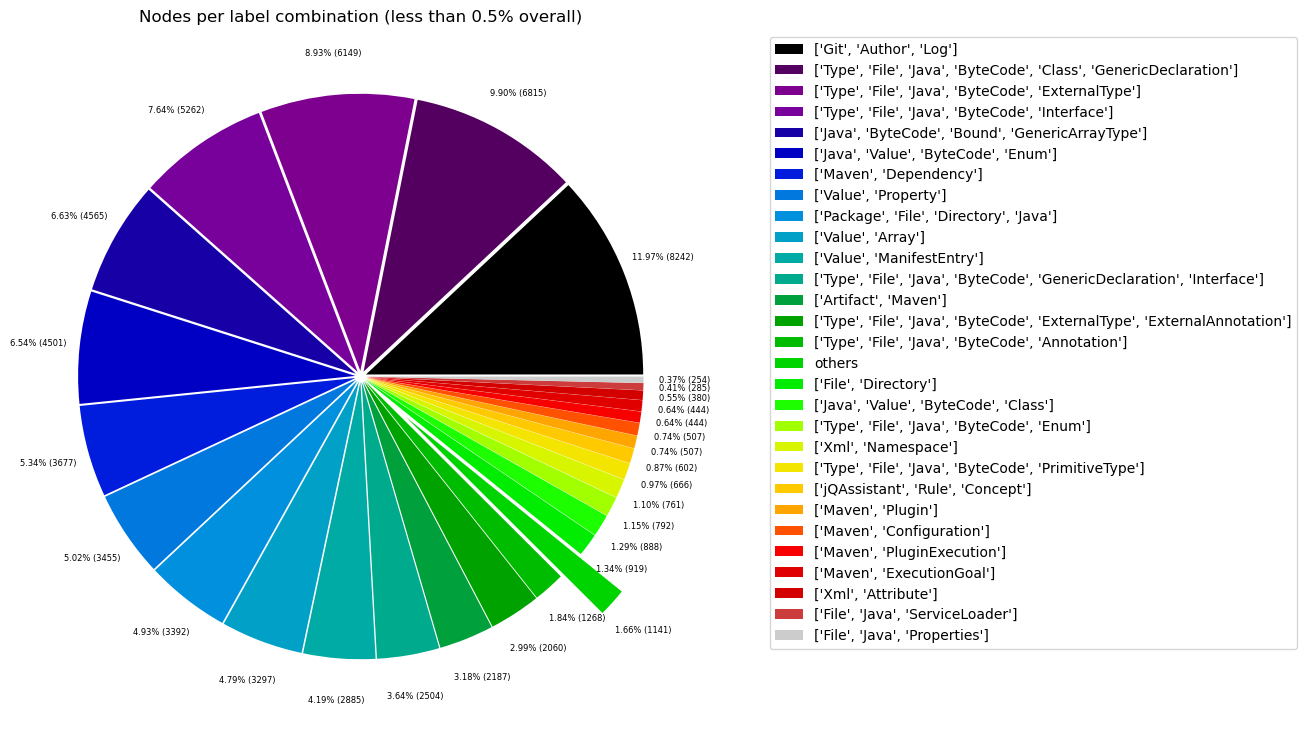 Nodes per label combination (less than 0.5% overall)
11.97% (8242)
9.90% (6815)
8.93% (6149)
7.64% (5262)
6.63% (4565)
6.54% (4501)
5.34% (3677)
5.02% (3455)
4.93% (3392)
4.79% (3297)
4.19% (2885)
3.64% (2504)
3.18% (2187)
2.99% (2060)
1.84% (1268)
1.66% (1141)
1.34% (919)
1.29% (888)
1.15% (792)
1.10% (761)
0.97% (666)
0.87% (602)
0.74% (507)
0.74% (507)
0.64% (444)
0.64% (444)
0.55% (380)
0.41% (285)
0.37% (254)
['Git', 'Author', 'Log']
['Type', 'File', 'Java', 'ByteCode', 'Class', 'GenericDeclaration']
['Type', 'File', 'Java', 'ByteCode', 'ExternalType']
['Type', 'File', 'Java', 'ByteCode', 'Interface']
['Java', 'ByteCode', 'Bound', 'GenericArrayType']
['Java', 'Value', 'ByteCode', 'Enum']
['Maven', 'Dependency']
['Value', 'Property']
['Package', 'File', 'Directory', 'Java']
['Value', 'Array']
['Value', 'ManifestEntry']
['Type', 'File', 'Java', 'ByteCode', 'GenericDeclaration', 'Interface']
['Artifact', 'Maven']
['Type', 'File', 'Java', 'ByteCode', 'ExternalType', 'ExternalAnnotation']
['Type', 'File', 'Java', 'ByteCode', 'Annotation']
others
['File', 'Directory']
['Java', 'Value', 'ByteCode', 'Class']
['Type', 'File', 'Java', 'ByteCode', 'Enum']
['Xml', 'Namespace']
['Type', 'File', 'Java', 'ByteCode', 'PrimitiveType']
['jQAssistant', 'Rule', 'Concept']
['Maven', 'Plugin']
['Maven', 'Configuration']
['Maven', 'PluginExecution']
['Maven', 'ExecutionGoal']
['Xml', 'Attribute']
['File', 'Java', 'ServiceLoader']
['File', 'Java', 'Properties']